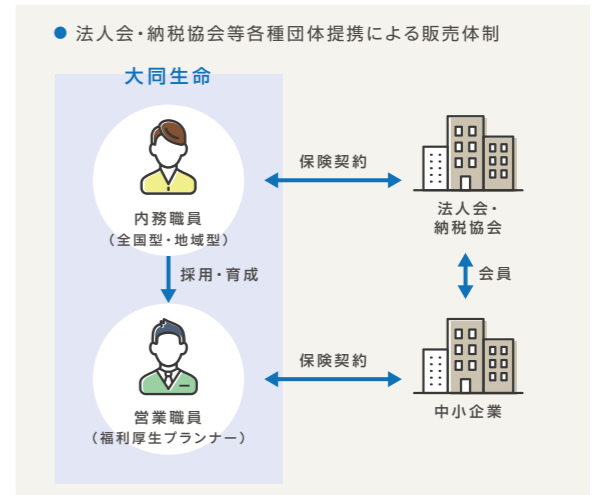 ● 法人会・納税協会等各種団体提携による販売体制
大同生命
内務職員
（全国型・地域型）
保険契約
法人会・
納税協会
採用・育成
会員
営業職員
（福利厚生プランナー）
保険契約
中小企業